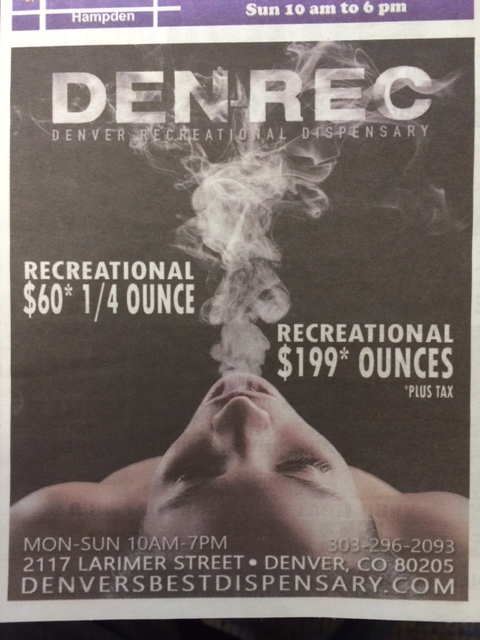 Hampden
Sun 10 am to 6 pm
DEN-REC
DENVER RECREATIONAL DISPENSARY
RECREATIONAL
$60* 1/4 OUNCE
RECREATIONAL
$199* OUNCES
*PLUS TAX
MON-SUN 10AM-7PM
303-296-2093
2117 LARIMER STREET • DENVER, CO 80205
DENVERSBESTDISPENSARY.COM